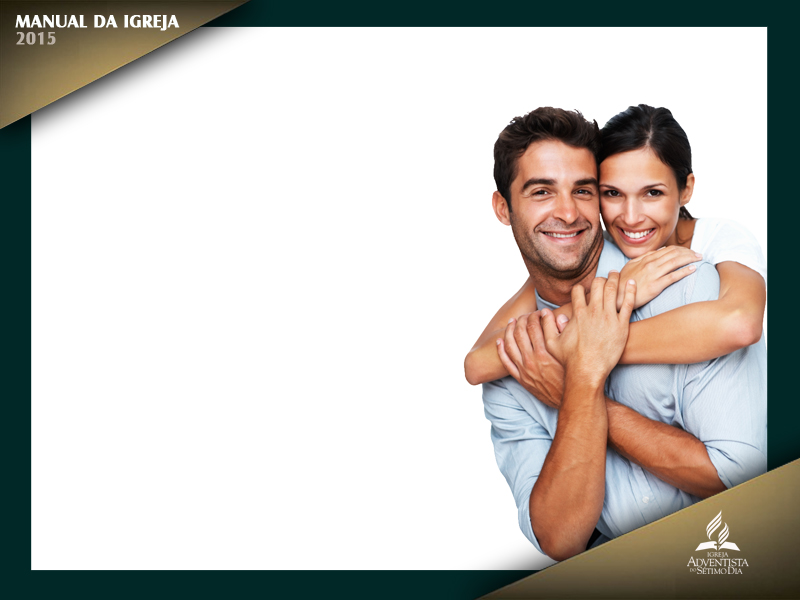 MANUAL DA IGREJA
2015
IGREJA
ADVENTISTA
DO SÉTIMO DIA